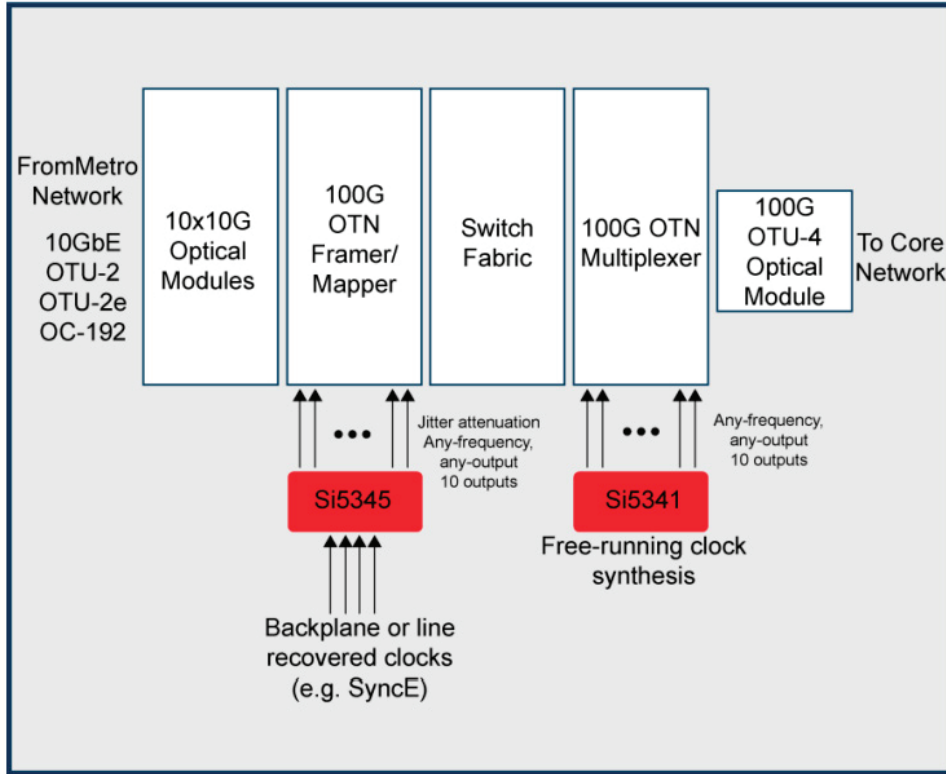 FromMetro
Network
10GbE
OTU-2
OTU-2e
OC-192
10x10G
Optical
Modules
100G
OTN
Framer/
Mapper
Switch
Fabric
100G OTN
Multiplexer
100G
OTU-4
Optical
Module
To Core
Network
Jitter attenuation
Any-frequency,
any-output
10 outputs
Any-frequency,
any-output
10 outputs
Si5345
Si5341
Free-running clock
synthesis
Backplane or line
recovered clocks
(e.g. SyncE)